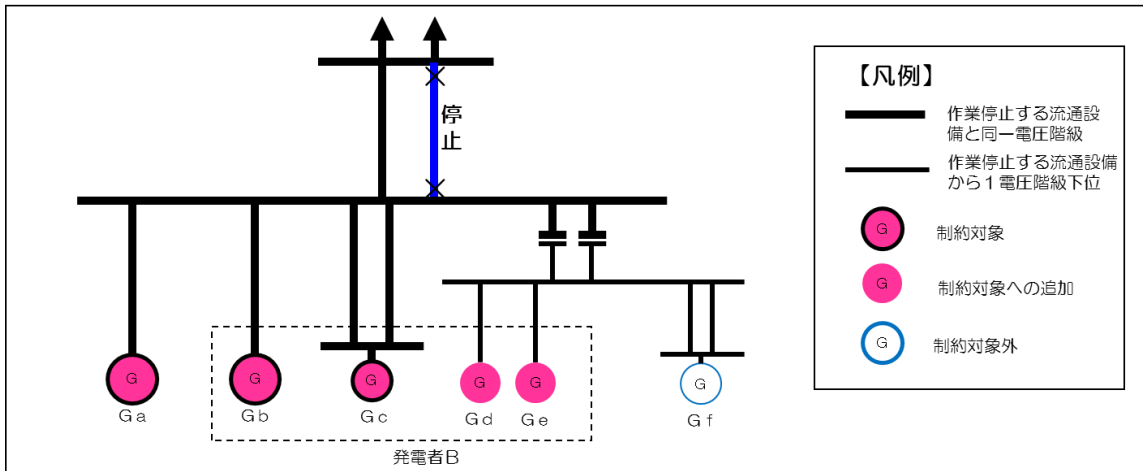 停
止
G
G
G
G
G
G
Ga
Gb
Gc
Gd
Ge
Gf
発電者B
【凡例】
作業停止する流通設
備と同一電圧階級
作業停止する流通設備
から1電圧階級下位
G
制約対象
G
制約対象への追加
G
制約対象外